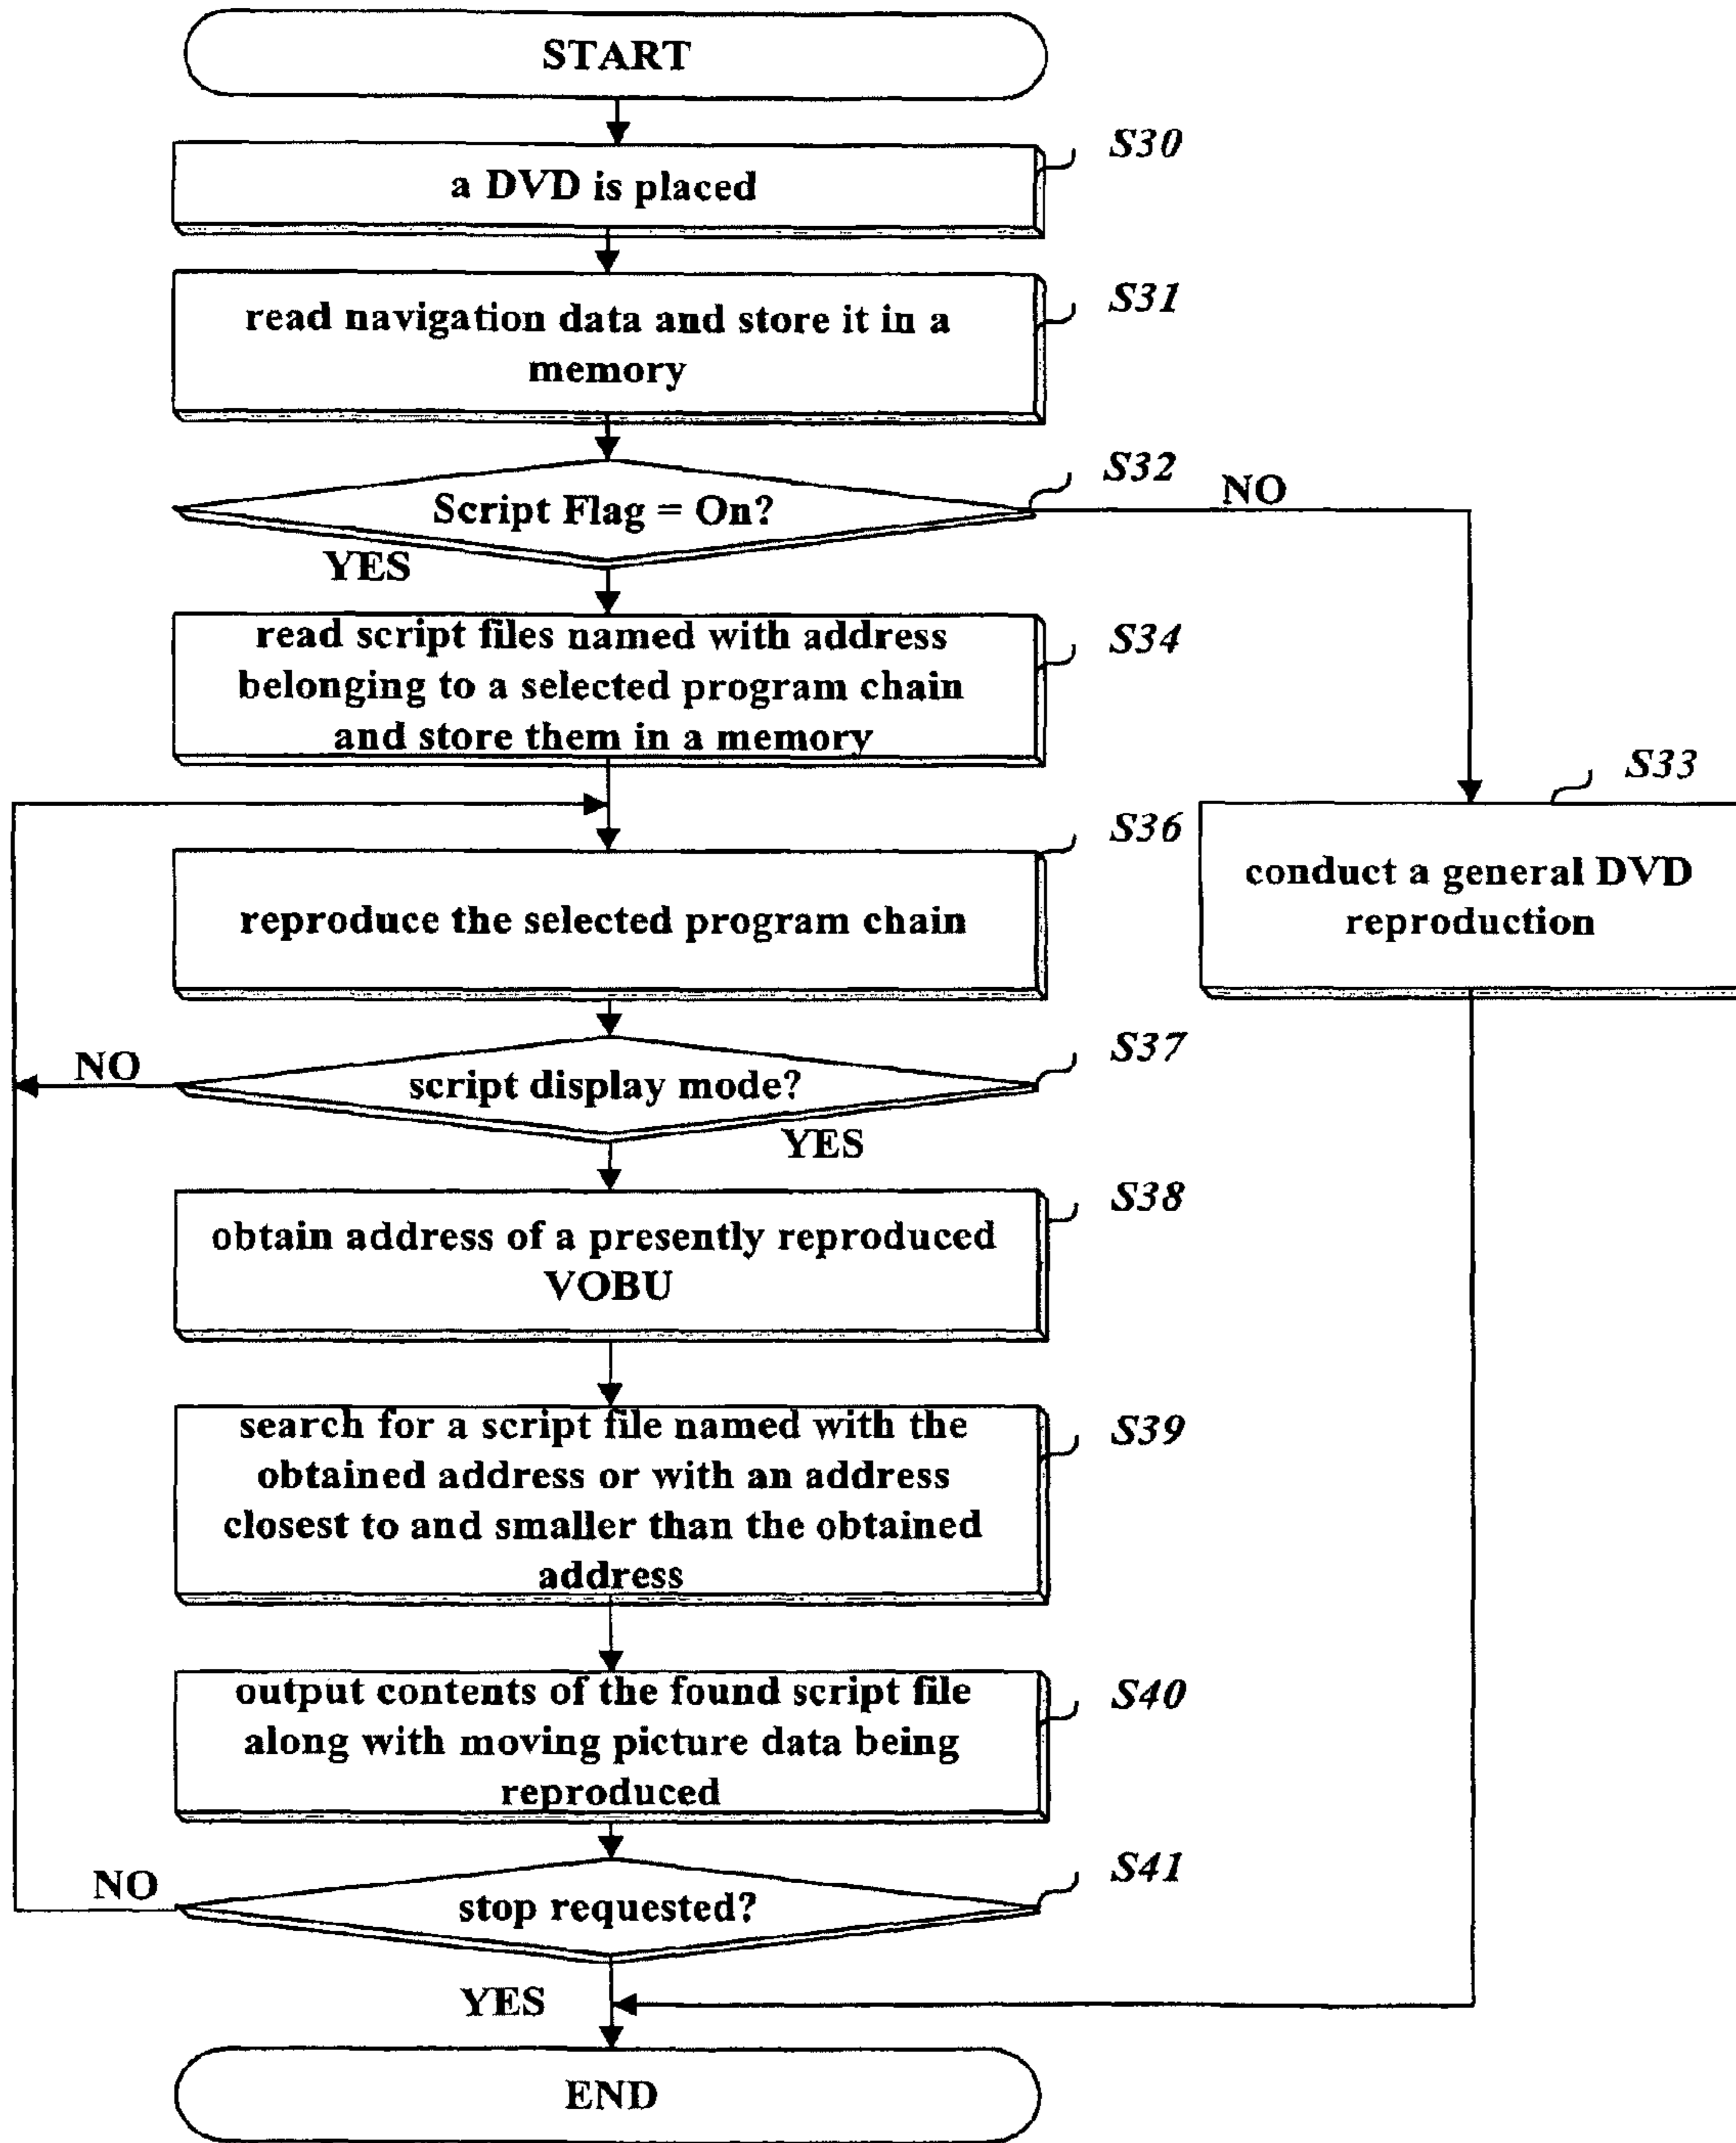 START
S30
a DVD is placed
S31
read navigation data and store it in a
memory
S32
NO
Script Flag = On?
YES
S34
read script files named with address
belonging to a selected program chain
and store them in a memory
S33
conduct a general DVD
reproduction
S36
reproduce the selected program chain
S37
NO
script display mode?
YES
S38
obtain address of a presently reproduced
VOBU
S39
search for a script file named with the
obtained address or with an address
closest to and smaller than the obtained
address
S40
output contents of the found script file
along with moving picture data being
reproduced
S41
NO
stop requested?
YES
END